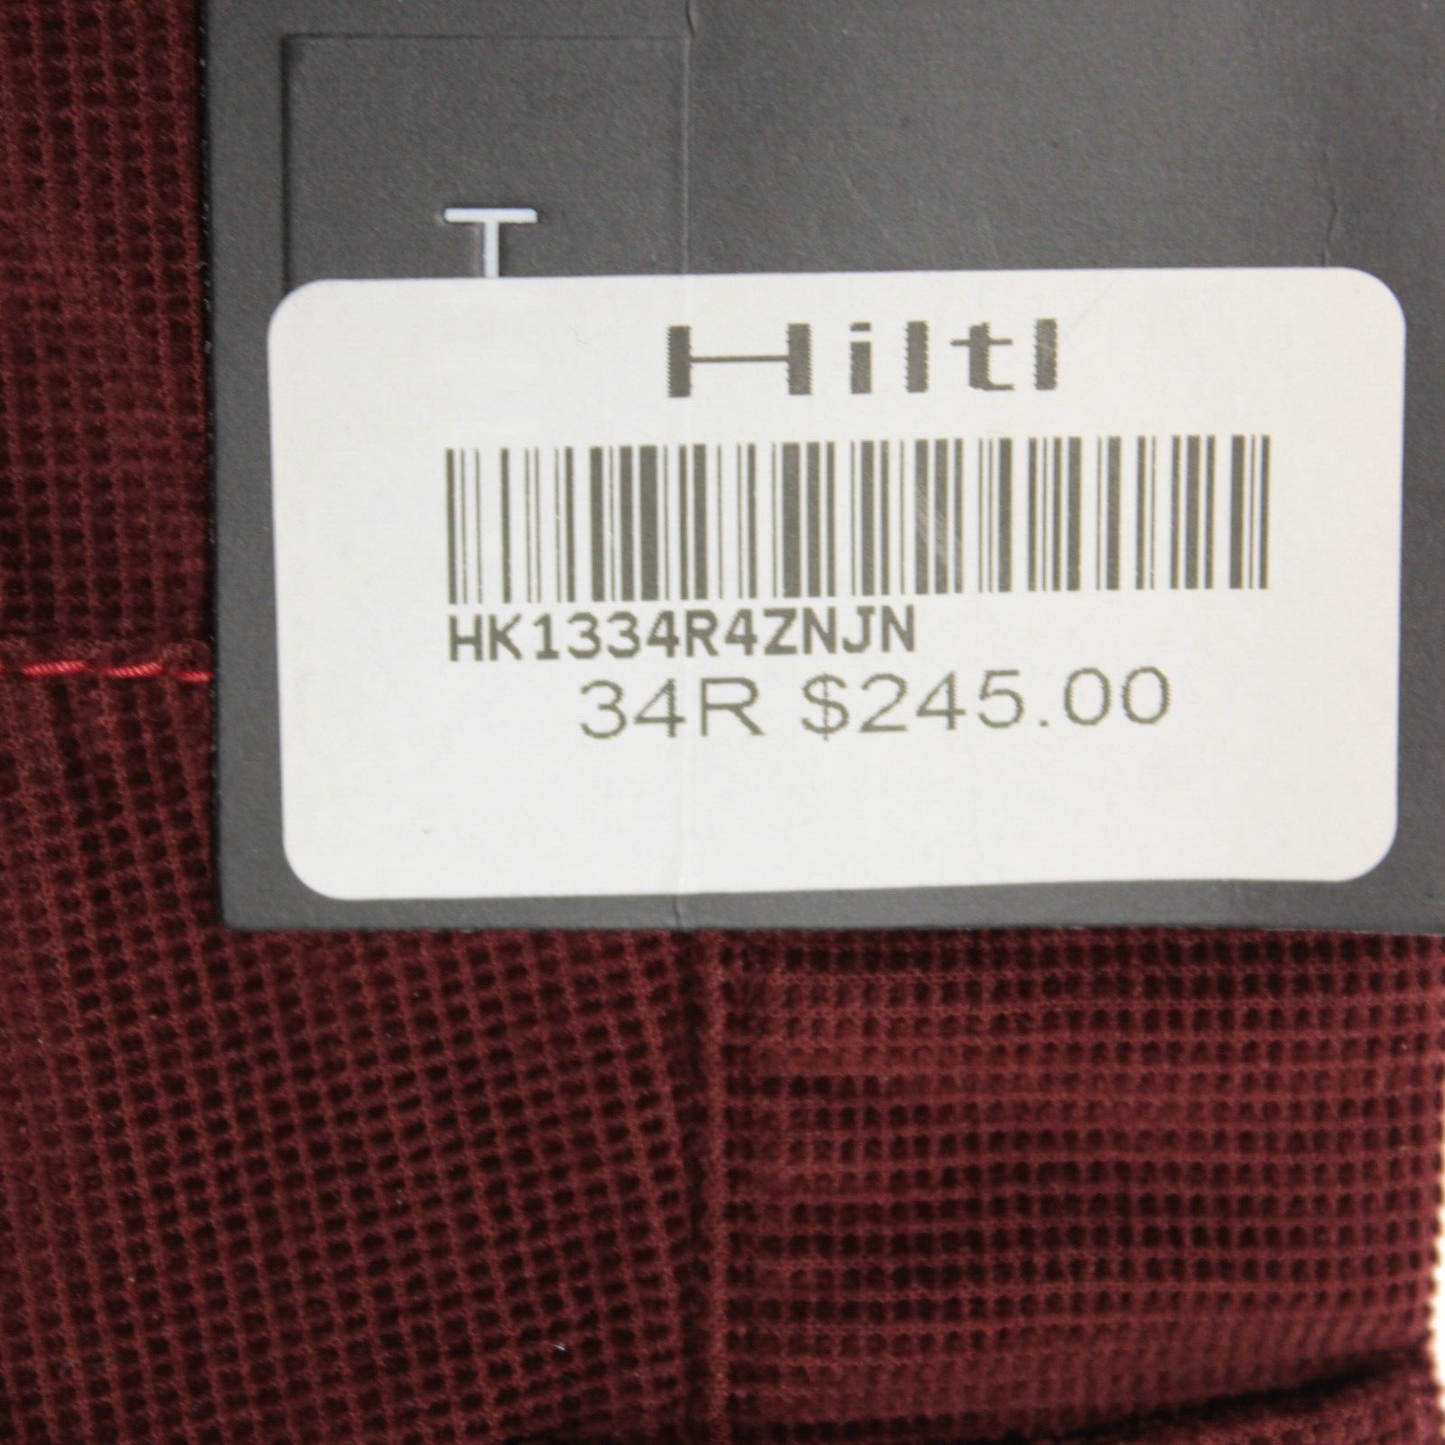 T
Hiltl
HK1334R4ZNJN
34R $245.00